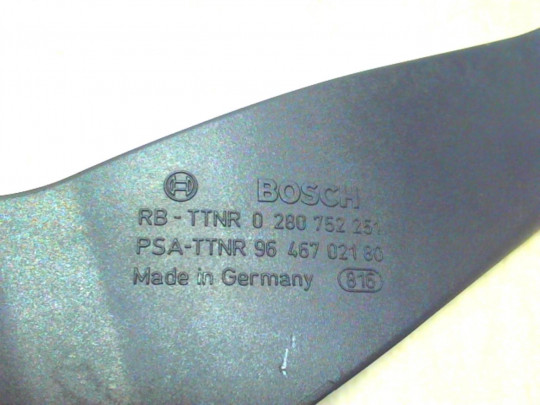 BOSCH
RB - TTNR 0 280 752 251
PSA-TTNR 96 467 021 80
Made in Germany 816